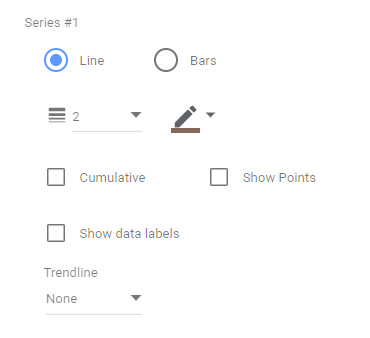 Series #1
Line Bars
2
Cumulative Show Points
Show data labels
Trendline
None